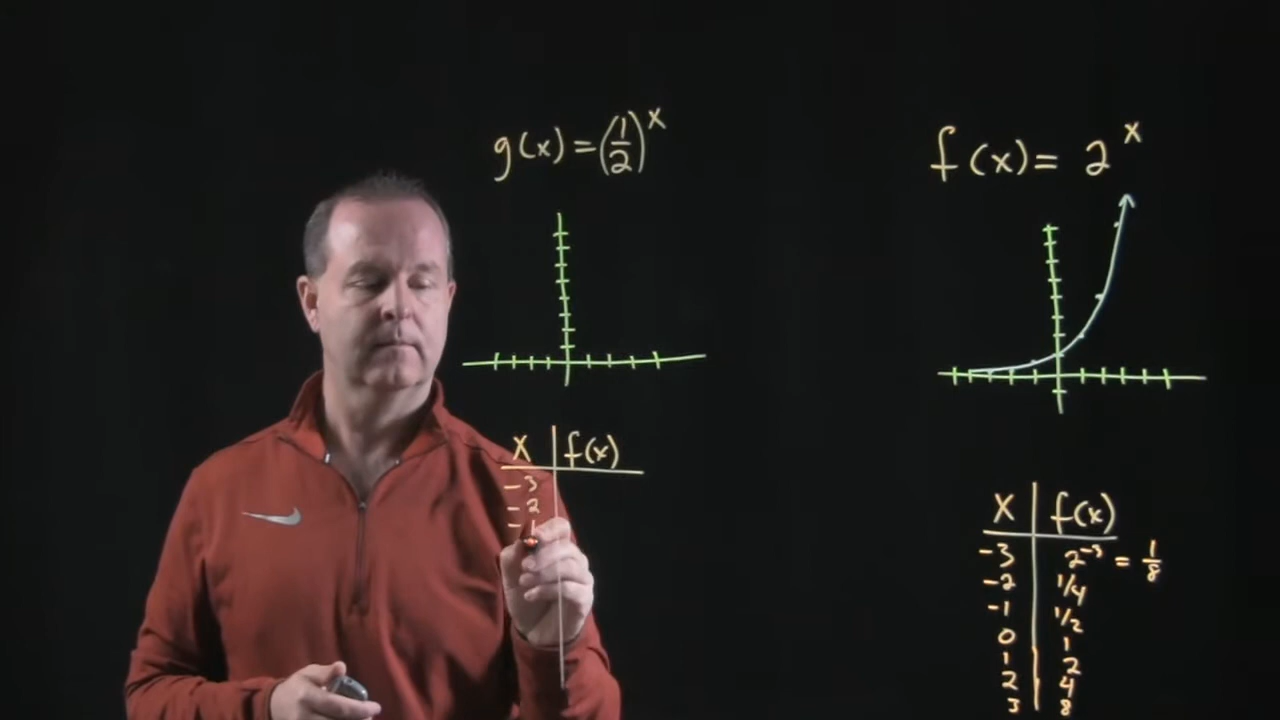 g(x) = (1/2)^x
x | f(x)
-3
-2
-1
f(x) = 2^x
x | f(x)
-3 | 2^-3 = 1/8
-2 | 1/4
-1 | 1/2
0 | 1
1 | 2
2 | 4
3 | 8